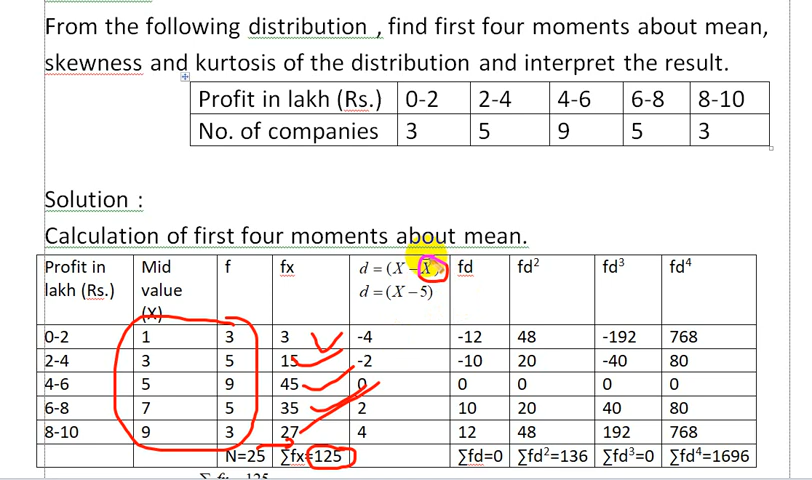 From the following distribution , find first four moments about mean,
skewness and kurtosis of the distribution and interpret the result.
Profit in lakh (Rs.) 0-2 2-4 4-6 6-8 8-10
No. of companies 3 5 9 5 3
Solution :
Calculation of first four moments about mean.
Profit in lakh (Rs.) Mid value (X) f fx d = (X − X̄) d = (X − 5) fd fd² fd³ fd⁴
0-2 1 3 3 -4 -12 48 -192 768
2-4 3 5 15 -2 -10 20 -40 80
4-6 5 9 45 0 0 0 0 0
6-8 7 5 35 2 10 20 40 80
8-10 9 3 27 4 12 48 192 768
N=25 ∑fx=125 ∑fd=0 ∑fd²=136 ∑fd³=0 ∑fd⁴=1696